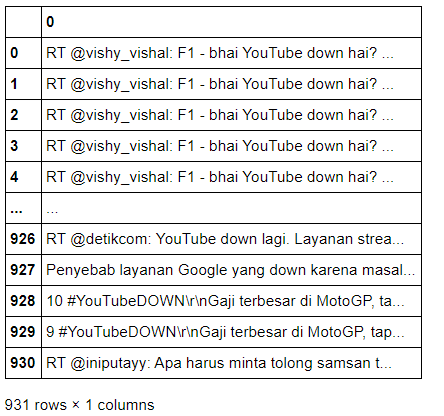 0
0 RT @vishy_vishal: F1 - bhai YouTube down hai? ...
1 RT @vishy_vishal: F1 - bhai YouTube down hai? ...
2 RT @vishy_vishal: F1 - bhai YouTube down hai? ...
3 RT @vishy_vishal: F1 - bhai YouTube down hai? ...
4 RT @vishy_vishal: F1 - bhai YouTube down hai? ...
... ...
926 RT @detikcom: YouTube down lagi. Layanan strea...
927 Penyebab layanan Google yang down karena masal...
928 10 #YouTubeDOWN\r\nGaji terbesar di MotoGP, ta...
929 9 #YouTubeDOWN\r\nGaji terbesar di MotoGP, tap...
930 RT @iniputayy: Apa harus minta tolong samsan t...
931 rows × 1 columns